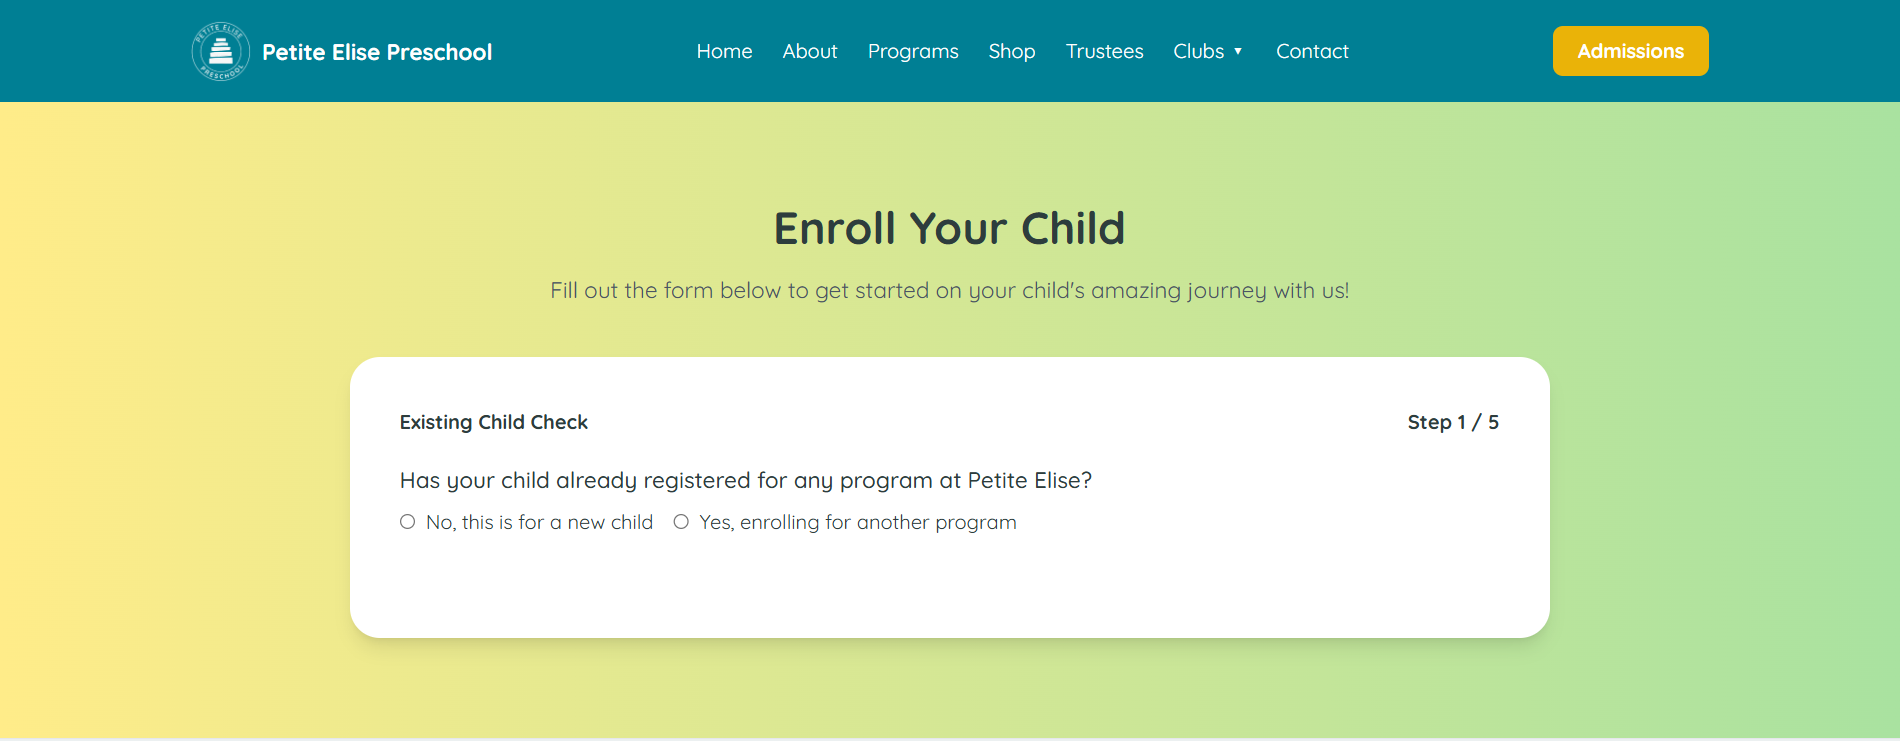 PETITE ELISE
PRESCHOOL
Petite Elise Preschool
Home About Programs Shop Trustees Clubs ▼ Contact
Admissions
Enroll Your Child
Fill out the form below to get started on your child's amazing journey with us!
Existing Child Check
Step 1 / 5
Has your child already registered for any program at Petite Elise?
No, this is for a new child Yes, enrolling for another program